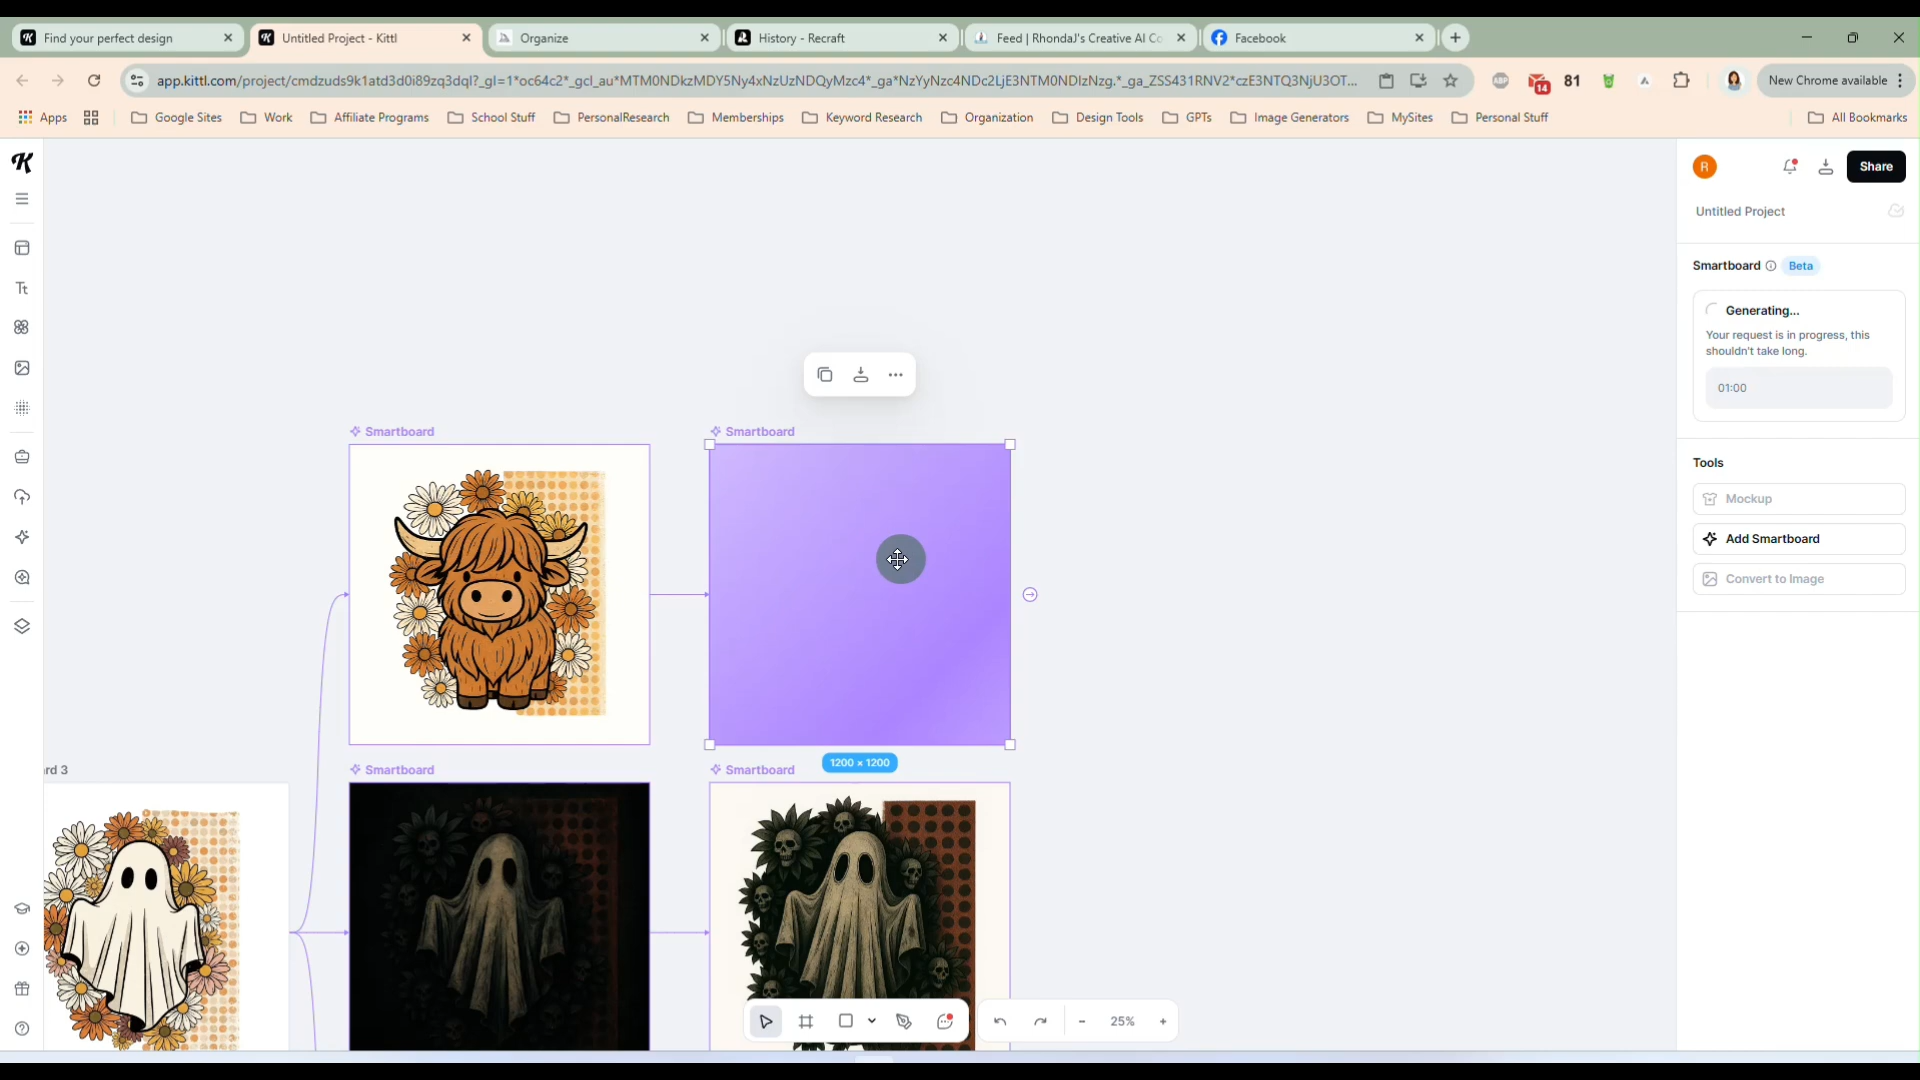 Find your perfect design
Untitled Project - Kittl
Organize
History - Recraft
Feed | RhondaJ's Creative AI Co
Facebook
app.kittl.com/project/cmdzuds9k1atd3d0i89zq3dql?_gl=1*oc64c2*_gcl_au*MTM0NDkzMDY5Ny4xNzUzNDQyMzc4*_ga*NzYyNzc4NDc2LjE3NTM0NDIzNzg.*_ga_ZSS431RNV2*czE3NTQ3NjU3OT...
14
81
New Chrome available
Apps
Google Sites
Work
Affiliate Programs
School Stuff
PersonalResearch
Memberships
Keyword Research
Organization
Design Tools
GPTs
Image Generators
MySites
Personal Stuff
All Bookmarks
R
Share
Untitled Project
Smartboard
Beta
Generating...
Your request is in progress, this
shouldn't take long.
01:00
Tools
Mockup
Add Smartboard
Convert to Image
Tt
Smartboard
Smartboard
1200 × 1200
rd 3
Smartboard
Smartboard
25%